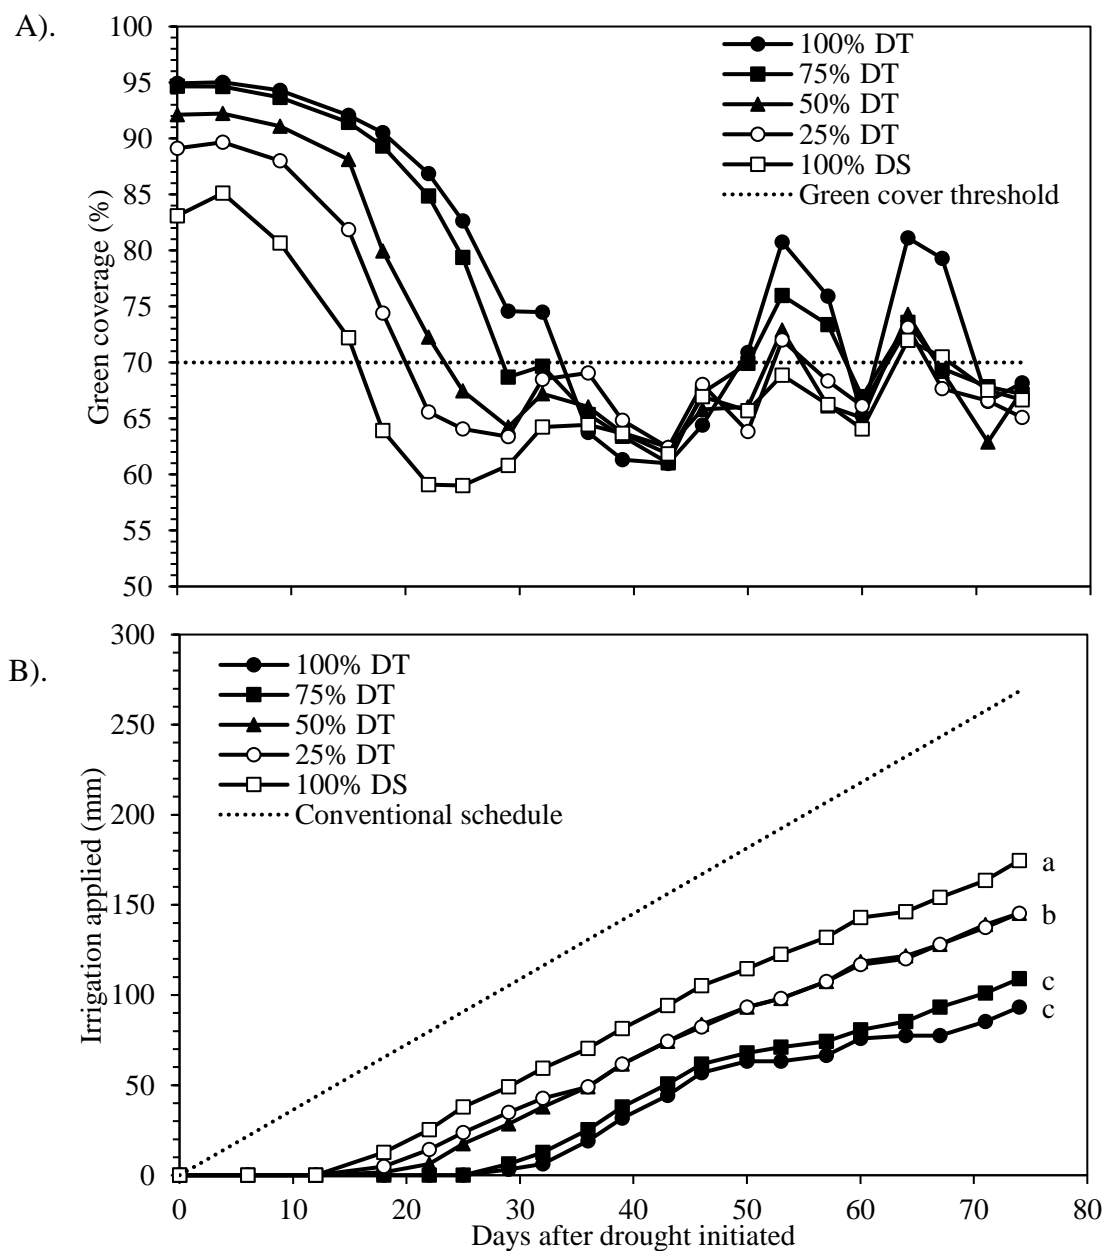 A).
100
95
90
85
80
75
70
65
60
55
50
Green coverage (%)
100% DT
75% DT
50% DT
25% DT
100% DS
Green cover threshold
B).
300
250
200
150
100
50
0
Irrigation applied (mm)
100% DT
75% DT
50% DT
25% DT
100% DS
Conventional schedule
a
b
c
c
0 10 20 30 40 50 60 70 80
Days after drought initiated